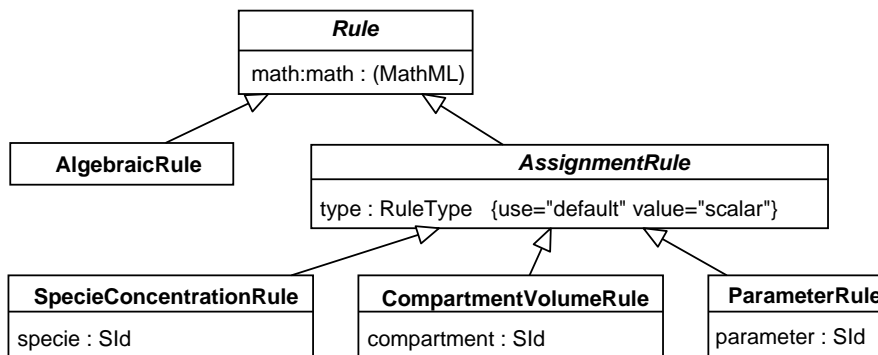 Rule
math:math : (MathML)
AlgebraicRule
AssignmentRule
type : RuleType {use="default" value="scalar"}
SpecieConcentrationRule
specie : SId
CompartmentVolumeRule
compartment : SId
ParameterRule
parameter : SId